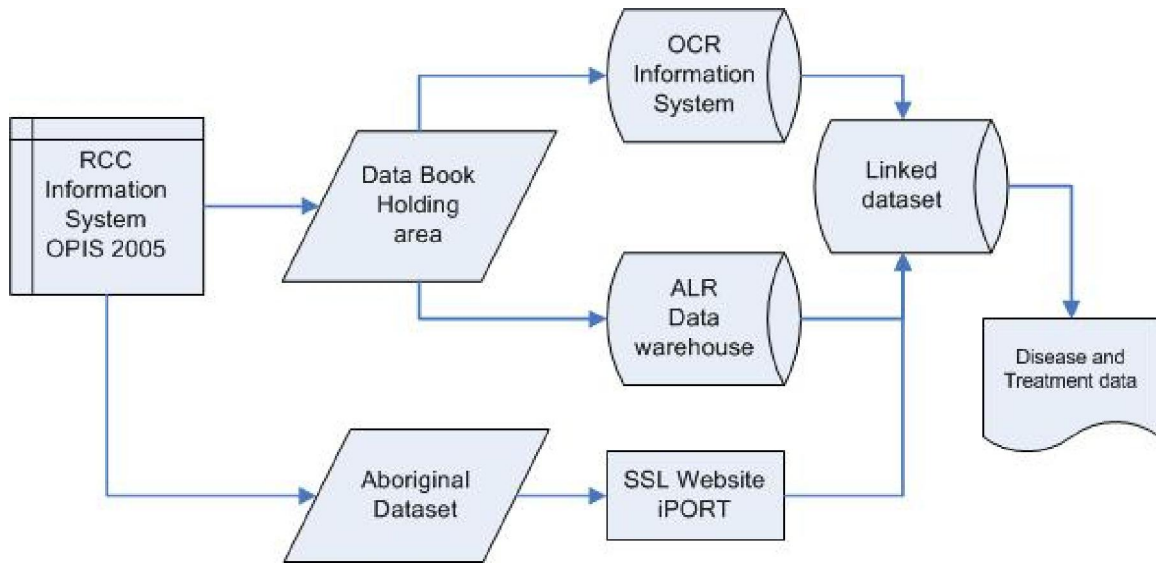 RCC
Information
System
OPIS 2005
Data Book
Holding
area
OCR
Information
System
ALR
Data
warehouse
Linked
dataset
Disease and
Treatment data
Aboriginal
Dataset
SSL Website
iPORT